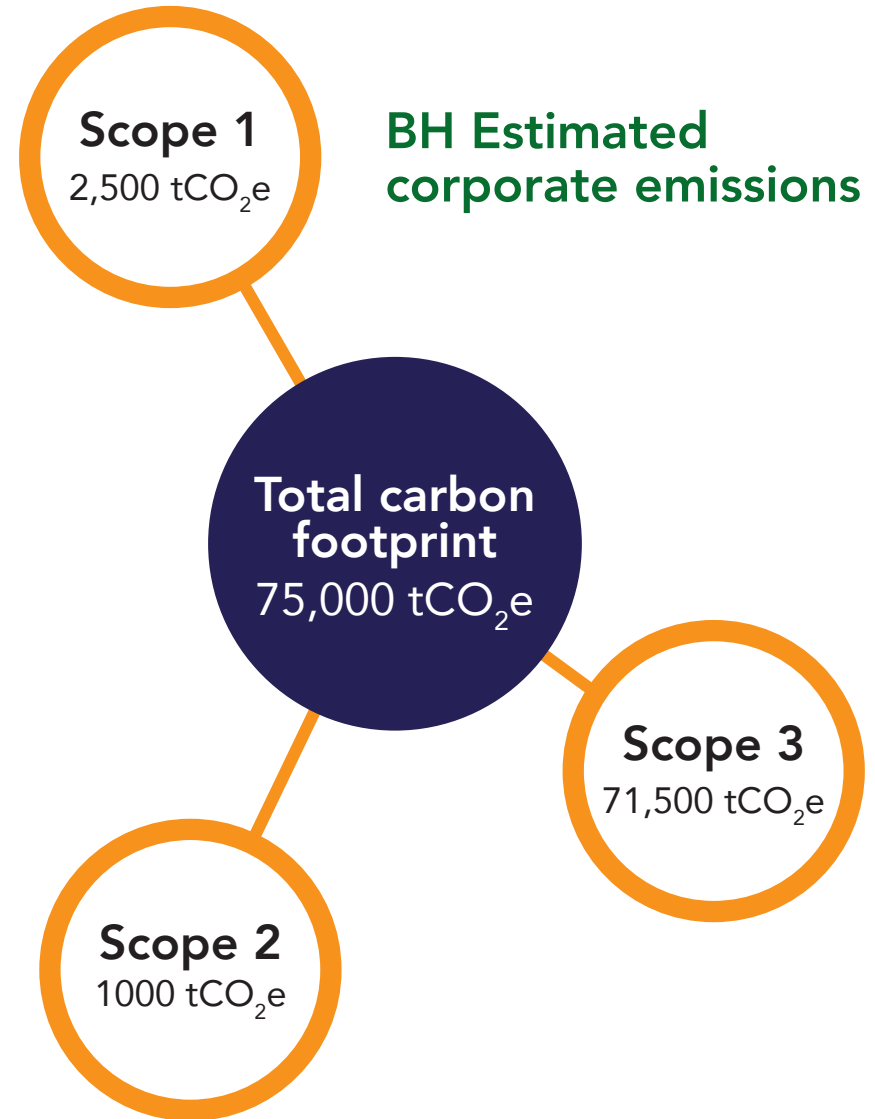 Scope 1
2,500 tCO₂e
BH Estimated
corporate emissions
Total carbon
footprint
75,000 tCO₂e
Scope 3
71,500 tCO₂e
Scope 2
1000 tCO₂e